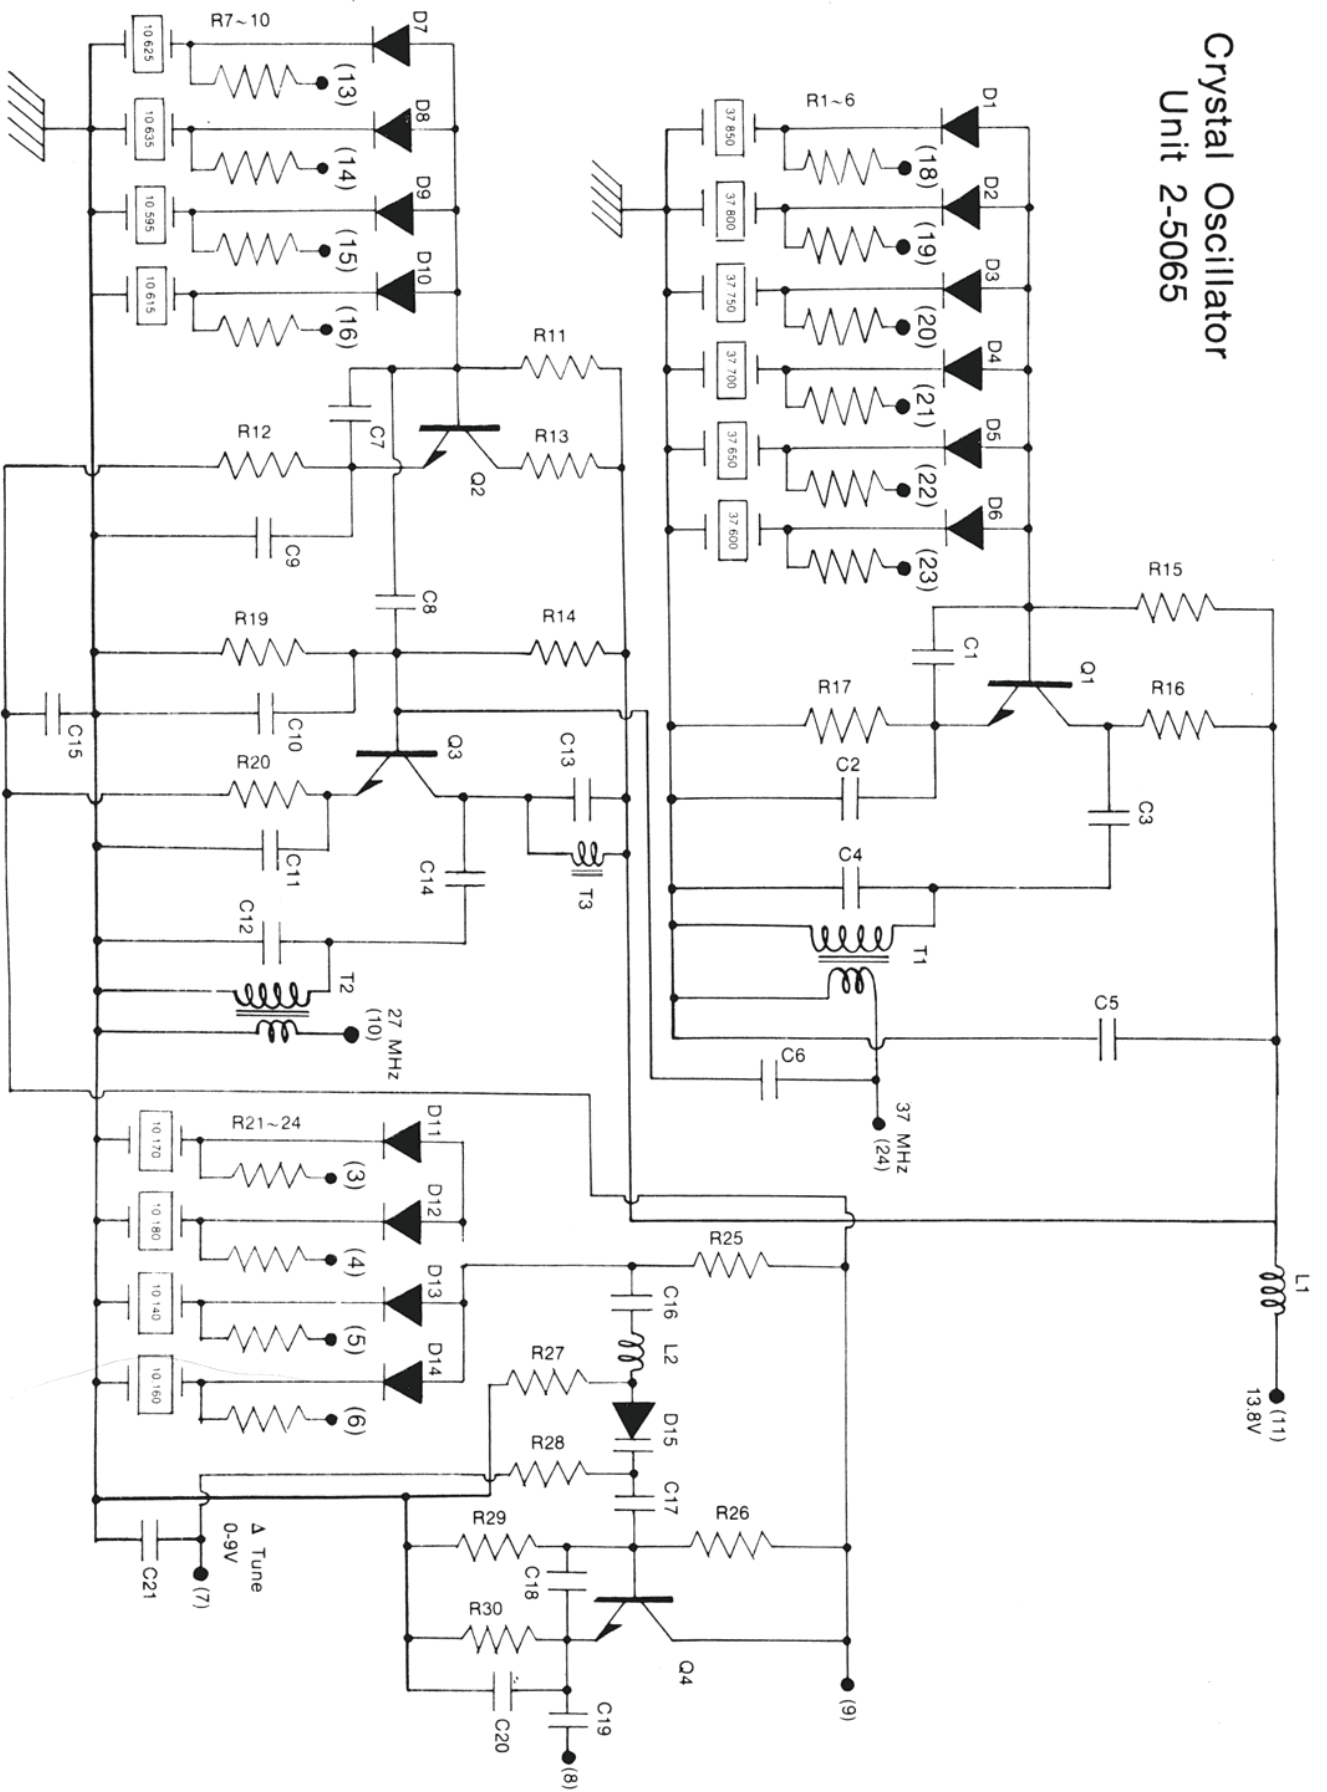 Crystal Oscillator
Unit 2-5065
D1
D2
D3
D4
D5
D6
R1~6
(18)
(19)
(20)
(21)
(22)
(23)
37 850
37 800
37 750
37 700
37 650
37 600
R15
R16
Q1
C1
R17
C2
C3
C4
T1
C5
C6
37 MHz
(24)
L1
(11)
13.8V
D7
D8
D9
D10
R7~10
(13)
(14)
(15)
(16)
10 625
10 635
10 595
10 615
R11
R13
Q2
C7
R12
C9
C8
R14
R19
C10
C15
Q3
R20
C11
C13
T3
C14
C12
T2
27 MHz
(10)
D11
D12
D13
D14
R21~24
(3)
(4)
(5)
(6)
10 170
10 180
10 140
10 160
R25
C16
L2
R27
D15
R28
C17
R26
R29
C18
R30
Q4
C20
C19
(8)
(9)
Δ Tune
0-9V
(7)
C21